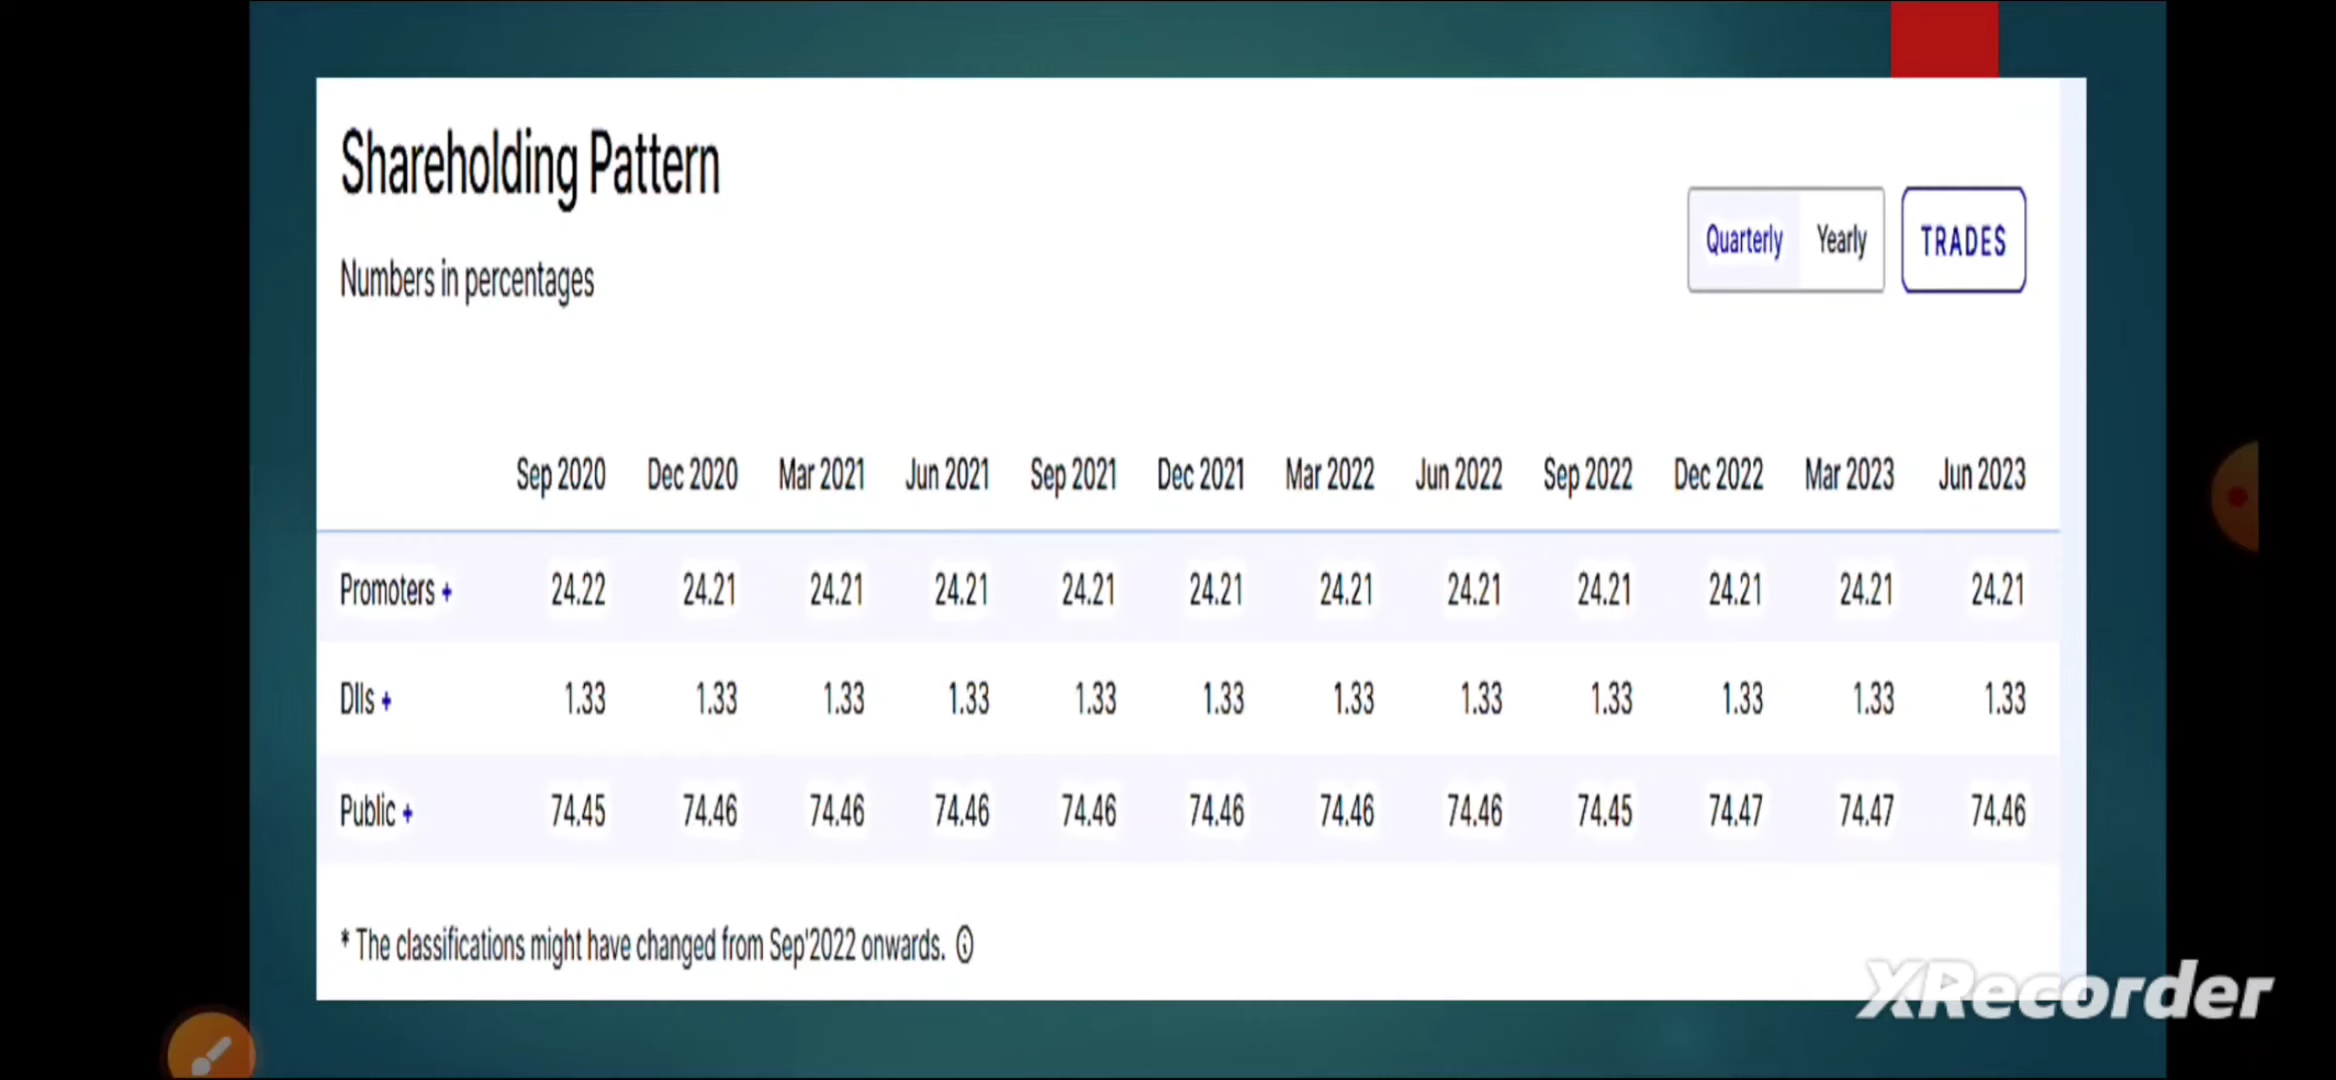 Shareholding Pattern
Numbers in percentages
Quarterly Yearly TRADES
Sep 2020 Dec 2020 Mar 2021 Jun 2021 Sep 2021 Dec 2021 Mar 2022 Jun 2022 Sep 2022 Dec 2022 Mar 2023 Jun 2023
Promoters + 24.22 24.21 24.21 24.21 24.21 24.21 24.21 24.21 24.21 24.21 24.21 24.21
DIIs + 1.33 1.33 1.33 1.33 1.33 1.33 1.33 1.33 1.33 1.33 1.33 1.33
Public + 74.45 74.46 74.46 74.46 74.46 74.46 74.46 74.46 74.45 74.47 74.47 74.46
* The classifications might have changed from Sep'2022 onwards.
XRecorder